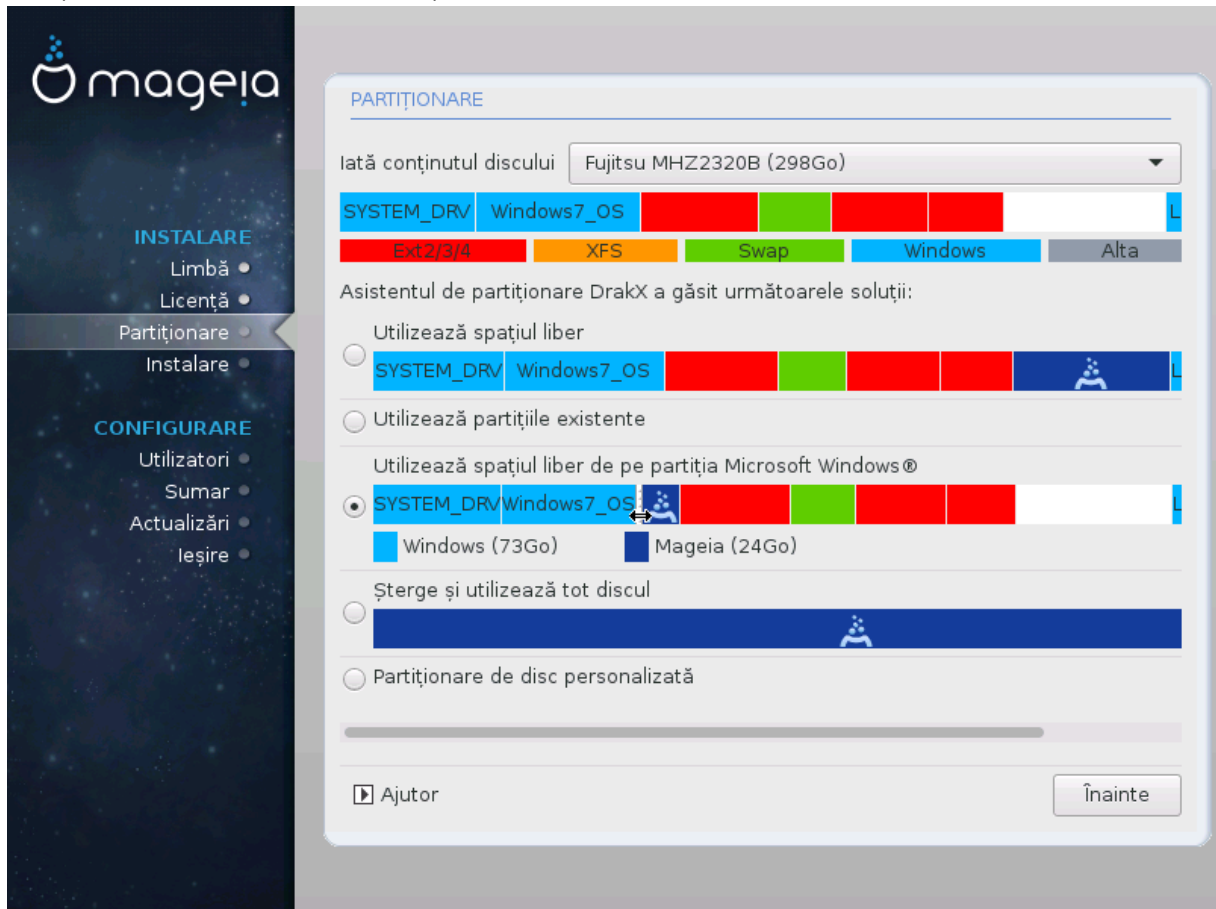 mageia
INSTALARE
Limbă
Licență
Partiționare
Instalare
CONFIGURARE
Utilizatori
Sumar
Actualizări
Ieșire
PARTIȚIONARE
Iată conținutul discului Fujitsu MHZ2320B (298Go)
SYSTEM_DRV Windows7_OS L
Ext2/3/4 XFS Swap Windows Alta
Asistentul de partiționare DrakX a găsit următoarele soluții:
Utilizează spațiul liber
SYSTEM_DRV Windows7_OS L
Utilizează partițiile existente
Utilizează spațiul liber de pe partiția Microsoft Windows®
SYSTEM_DRV Windows7_OS L
Windows (73Go) Mageia (24Go)
Șterge și utilizează tot discul
Partiționare de disc personalizată
Ajutor Înainte